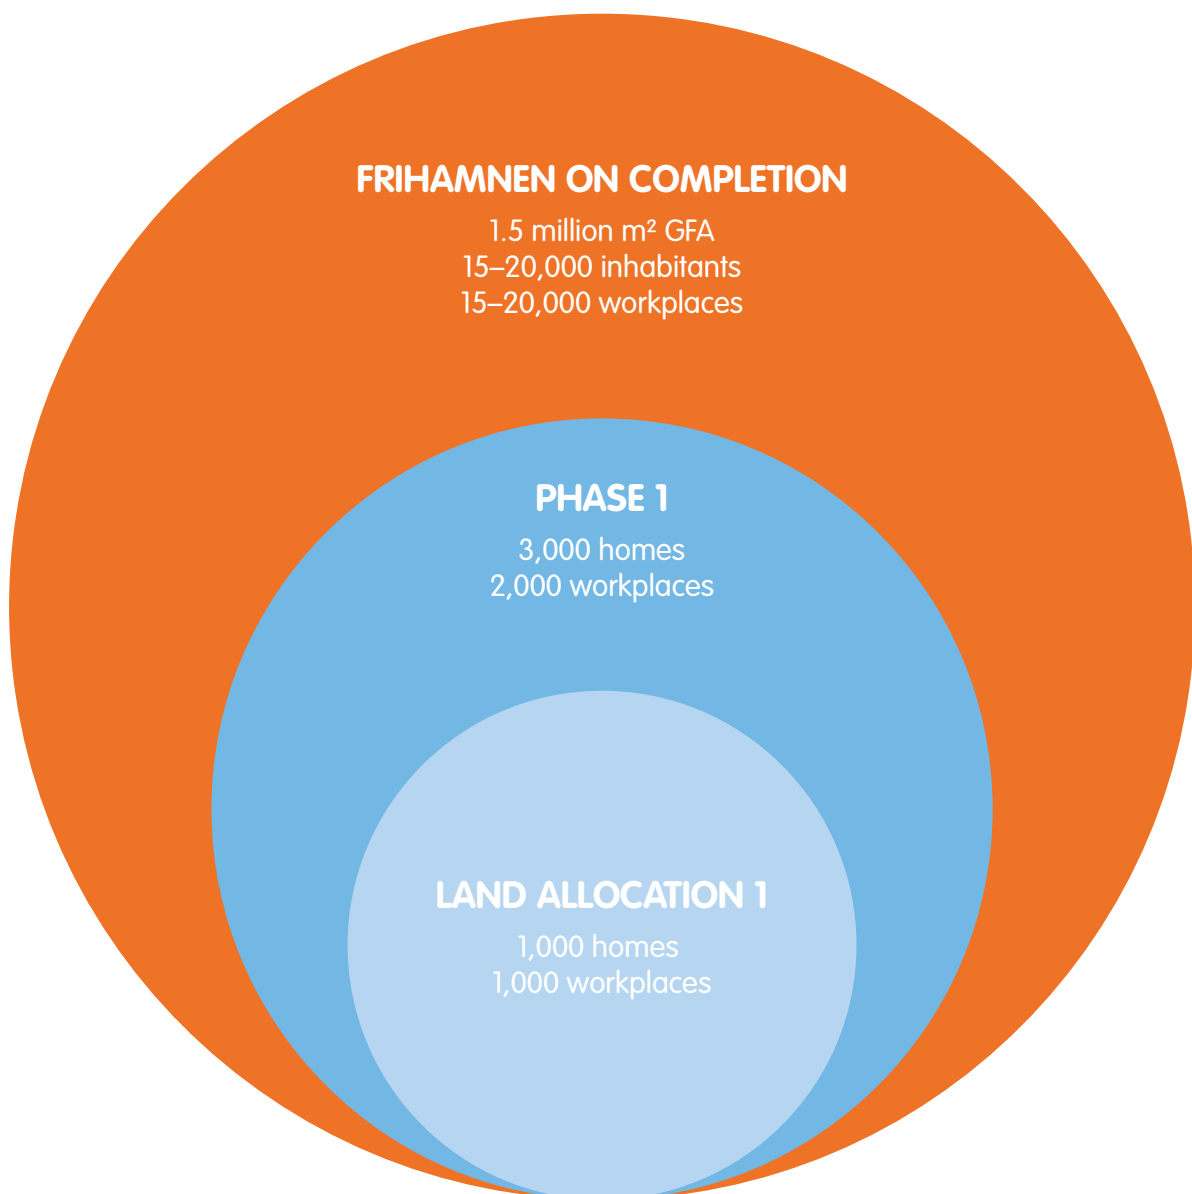 FRIHAMNEN ON COMPLETION
1.5 million m² GFA
15–20,000 inhabitants
15–20,000 workplaces
PHASE 1
3,000 homes
2,000 workplaces
LAND ALLOCATION 1
1,000 homes
1,000 workplaces